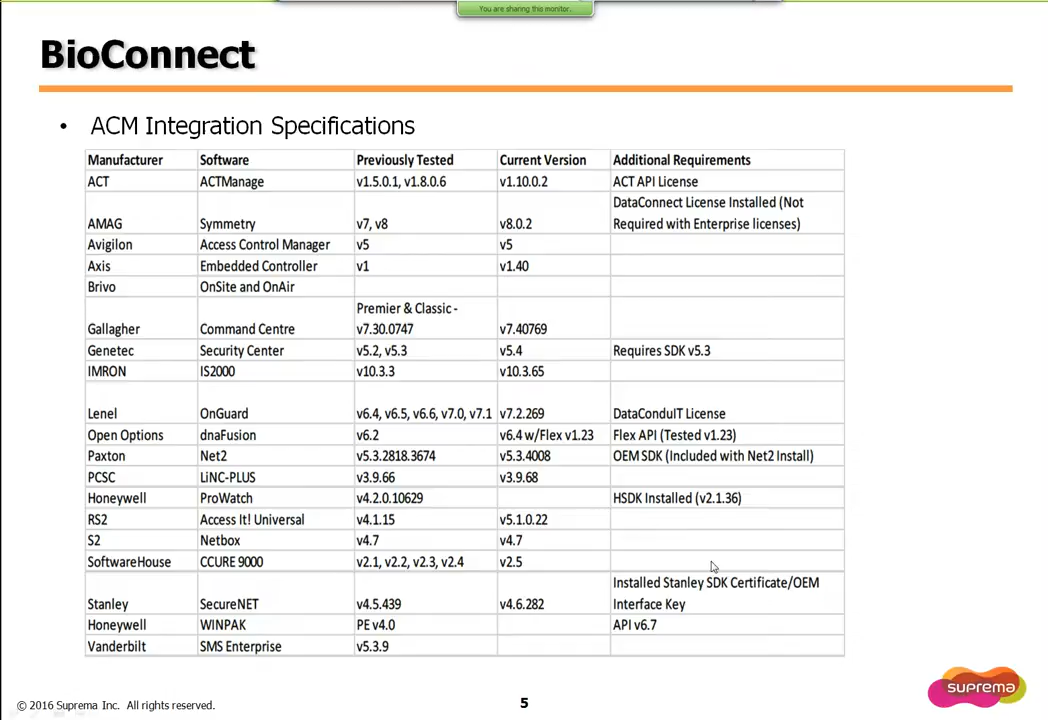 You are sharing this monitor.
BioConnect
• ACM Integration Specifications
Manufacturer Software Previously Tested Current Version Additional Requirements
ACT ACTManage v1.5.0.1, v1.8.0.6 v1.10.0.2 ACT API License
DataConnect License Installed (Not
AMAG Symmetry v7, v8 v8.0.2 Required with Enterprise licenses)
Avigilon Access Control Manager v5 v5
Axis Embedded Controller v1 v1.40
Brivo OnSite and OnAir
Premier & Classic -
Gallagher Command Centre v7.30.0747 v7.40769
Genetec Security Center v5.2, v5.3 v5.4 Requires SDK v5.3
IMRON IS2000 v10.3.3 v10.3.65
Lenel OnGuard v6.4, v6.5, v6.6, v7.0, v7.1 v7.2.269 DataConduIT License
Open Options dnaFusion v6.2 v6.4 w/Flex v1.23 Flex API (Tested v1.23)
Paxton Net2 v5.3.2818.3674 v5.3.4008 OEM SDK (Included with Net2 Install)
PCSC LiNC-PLUS v3.9.66 v3.9.68
Honeywell ProWatch v4.2.0.10629 HSDK Installed (v2.1.36)
RS2 Access It! Universal v4.1.15 v5.1.0.22
S2 Netbox v4.7 v4.7
SoftwareHouse CCURE 9000 v2.1, v2.2, v2.3, v2.4 v2.5
Installed Stanley SDK Certificate/OEM
Stanley SecureNET v4.5.439 v4.6.282 Interface Key
Honeywell WINPAK PE v4.0 API v6.7
Vanderbilt SMS Enterprise v5.3.9
© 2016 Suprema Inc. All rights reserved.
5
suprema